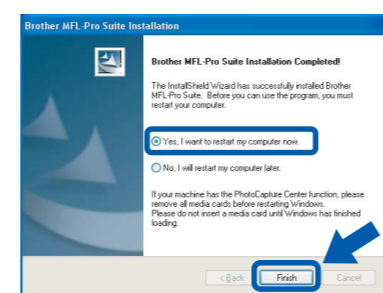 Brother MFL-Pro Suite Installation
Brother MFL-Pro Suite Installation Completed!
The InstallShield Wizard has successfully installed Brother
MFL-Pro Suite. Before you can use the program, you must
restart your computer.
Yes, I want to restart my computer now.
No, I will restart my computer later.
If your machine has the PhotoCapture Center function, please
remove all media cards before restarting Windows.
Please do not insert a media card until Windows has finished
loading.
< Back Finish Cancel